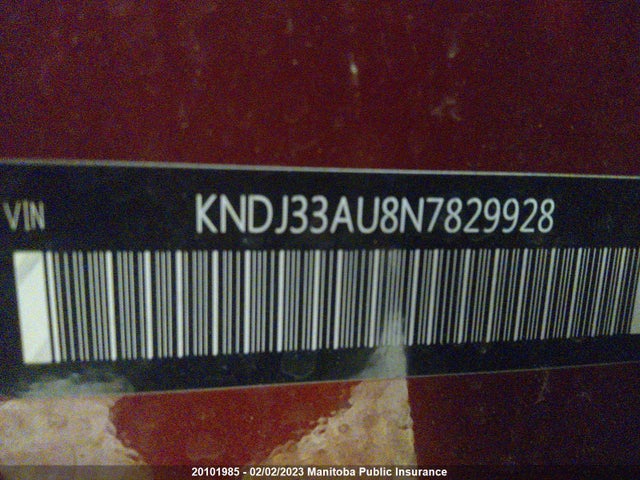 VIN KNDJ33AU8N7829928
20101985 - 02/02/2023 Manitoba Public Insurance